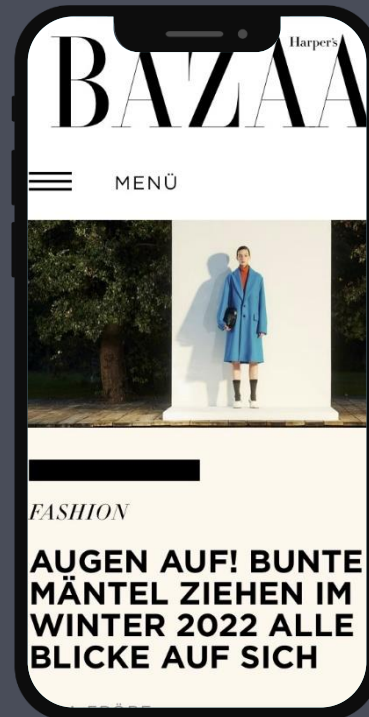 Harper's
BAZAA
MENÜ
FASHION
AUGEN AUF! BUNTE
MÄNTEL ZIEHEN IM
WINTER 2022 ALLE
BLICKE AUF SICH